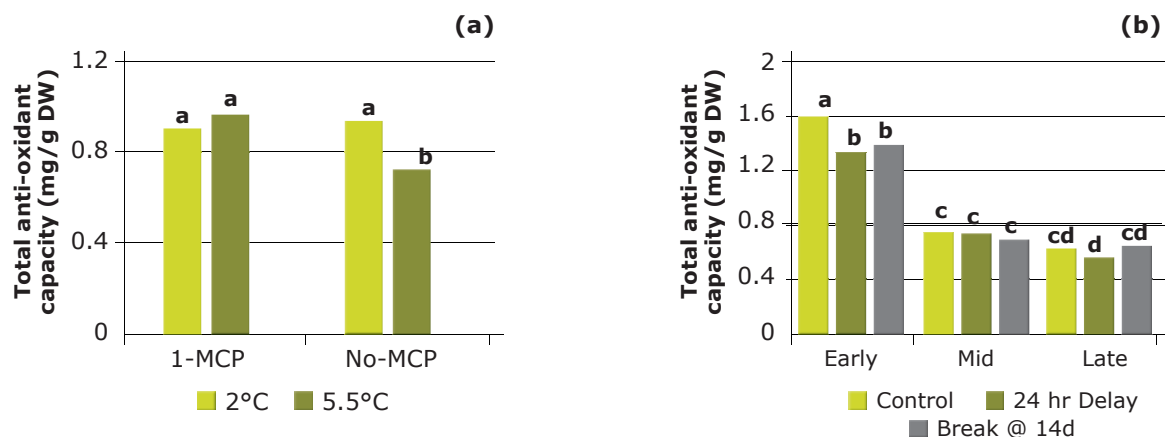 (a)
Total anti-oxidant
capacity (mg/g DW)
1.2
0.8
0.4
0
a
a
a
b
1-MCP
No-MCP
2°C
5.5°C
(b)
Total anti-oxidant
capacity (mg/g DW)
2
1.6
1.2
0.8
0.4
0
a
b
b
c
c
c
cd
d
cd
Early
Mid
Late
Control
24 hr Delay
Break @ 14d